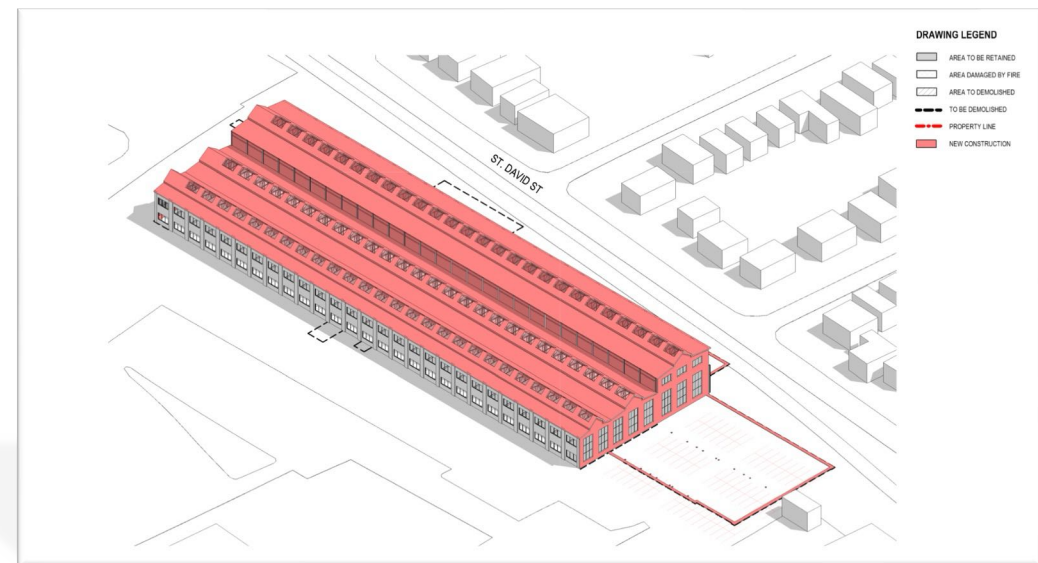 DRAWING LEGEND
AREA TO BE RETAINED
AREA DAMAGED BY FIRE
AREA TO DEMOLISHED
TO BE DEMOLISHED
PROPERTY LINE
NEW CONSTRUCTION
ST. DAVID ST